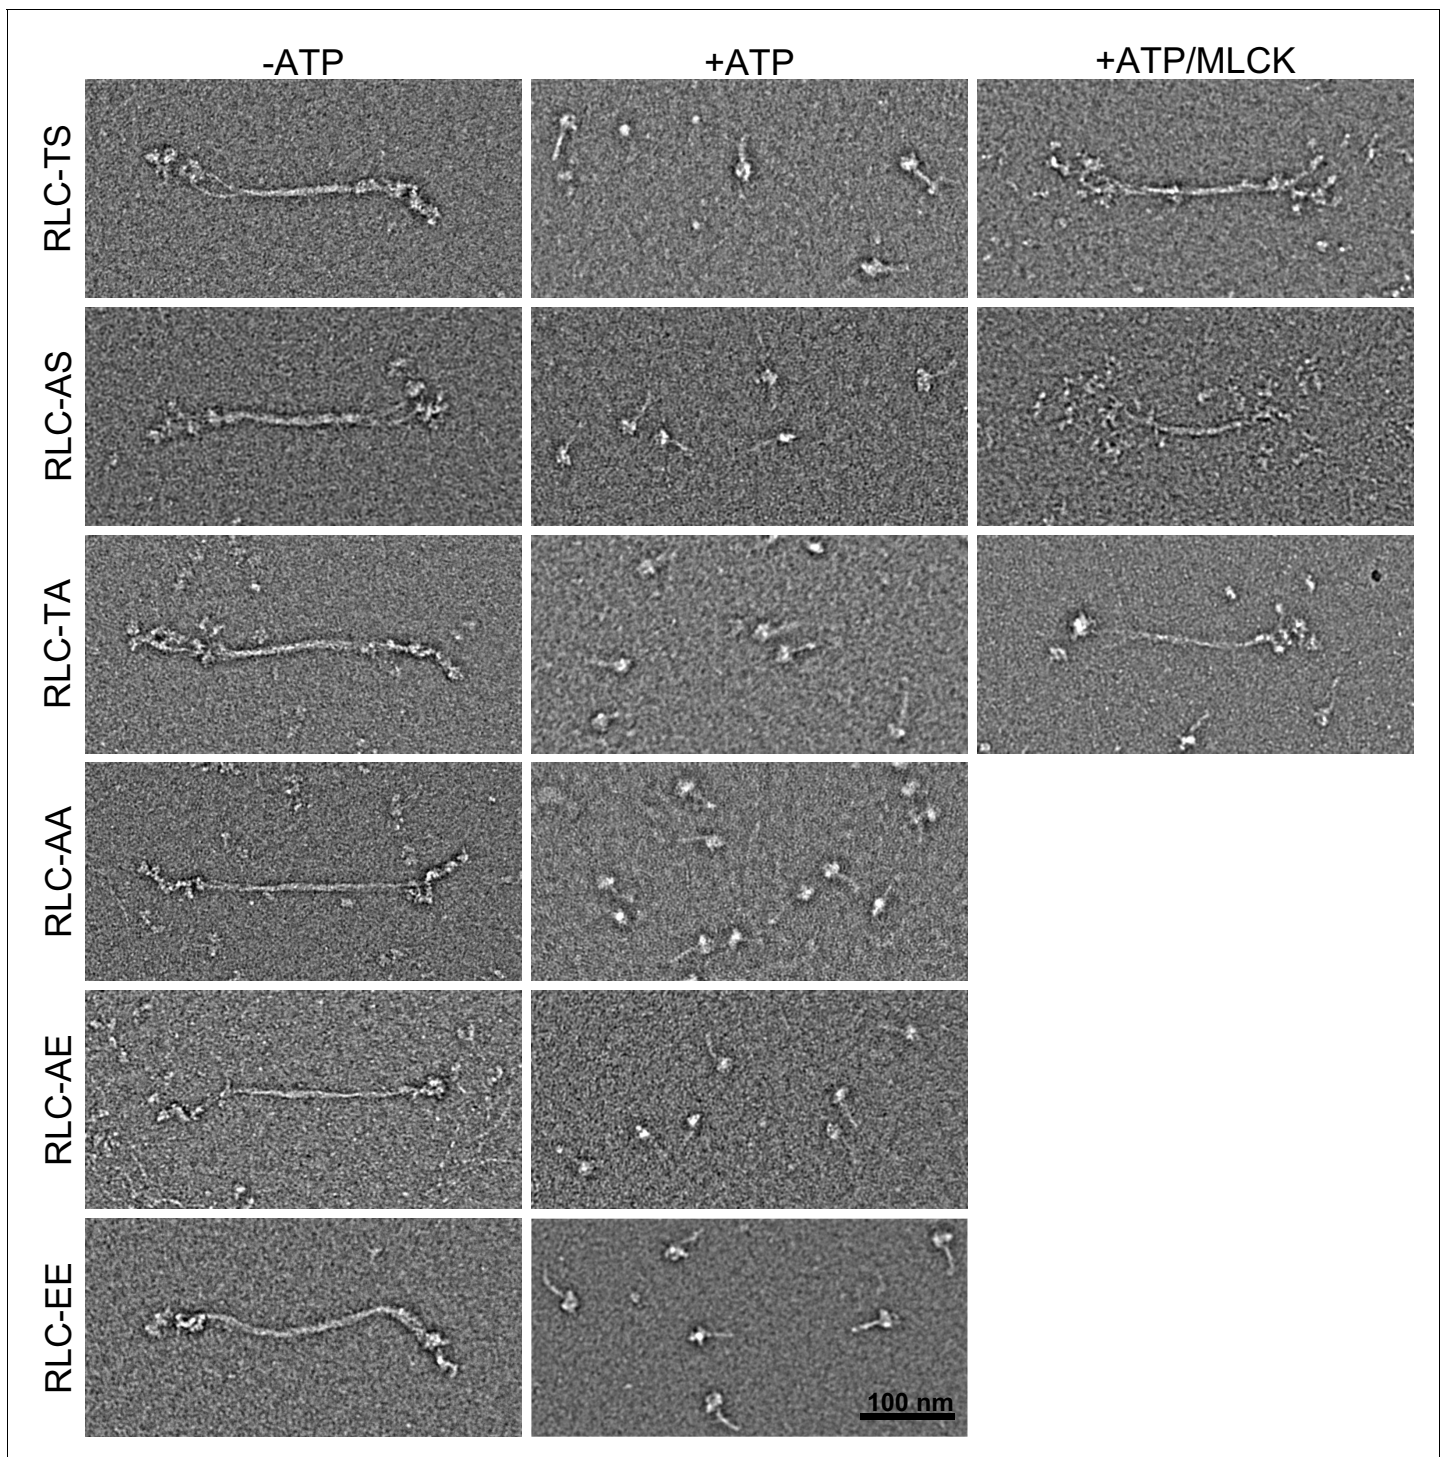 -ATP
+ATP
+ATP/MLCK
RLC-TS
RLC-AS
RLC-TA
RLC-AA
RLC-AE
RLC-EE
100 nm